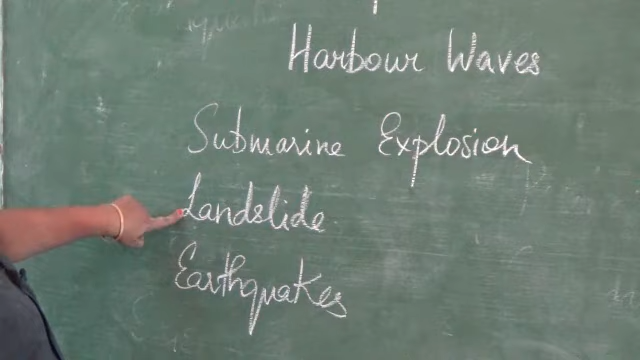 Harbour Waves
Submarine Explosion
Landslide
Earthquakes